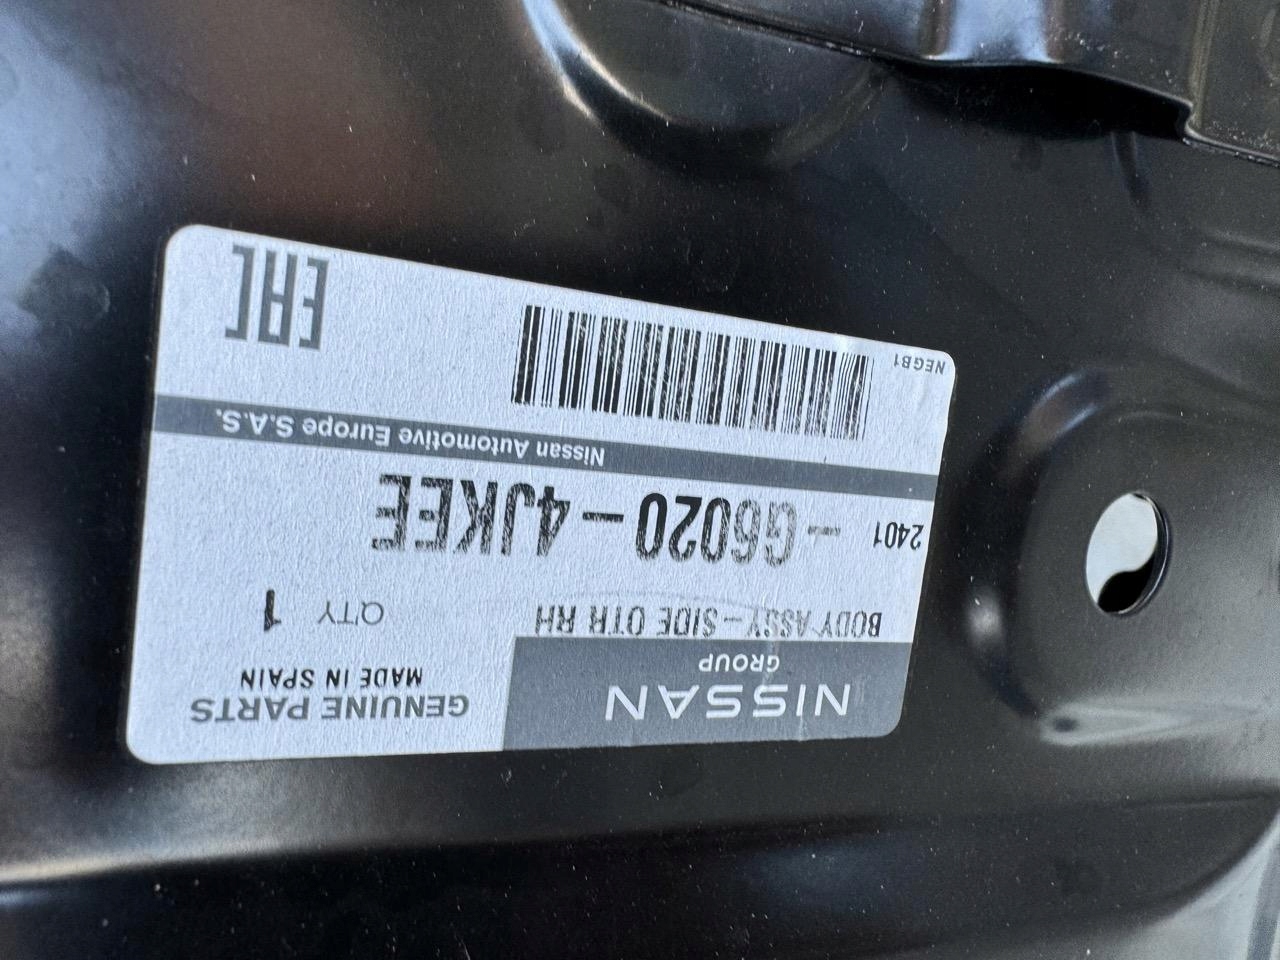 NISSAN
GROUP
GENUINE PARTS
MADE IN SPAIN
BODY ASSY-SIDE OTR RH
QTY 1
2401
-G6020-4JKEE
Nissan Automotive Europe S.A.S.
NEGB1
EAC